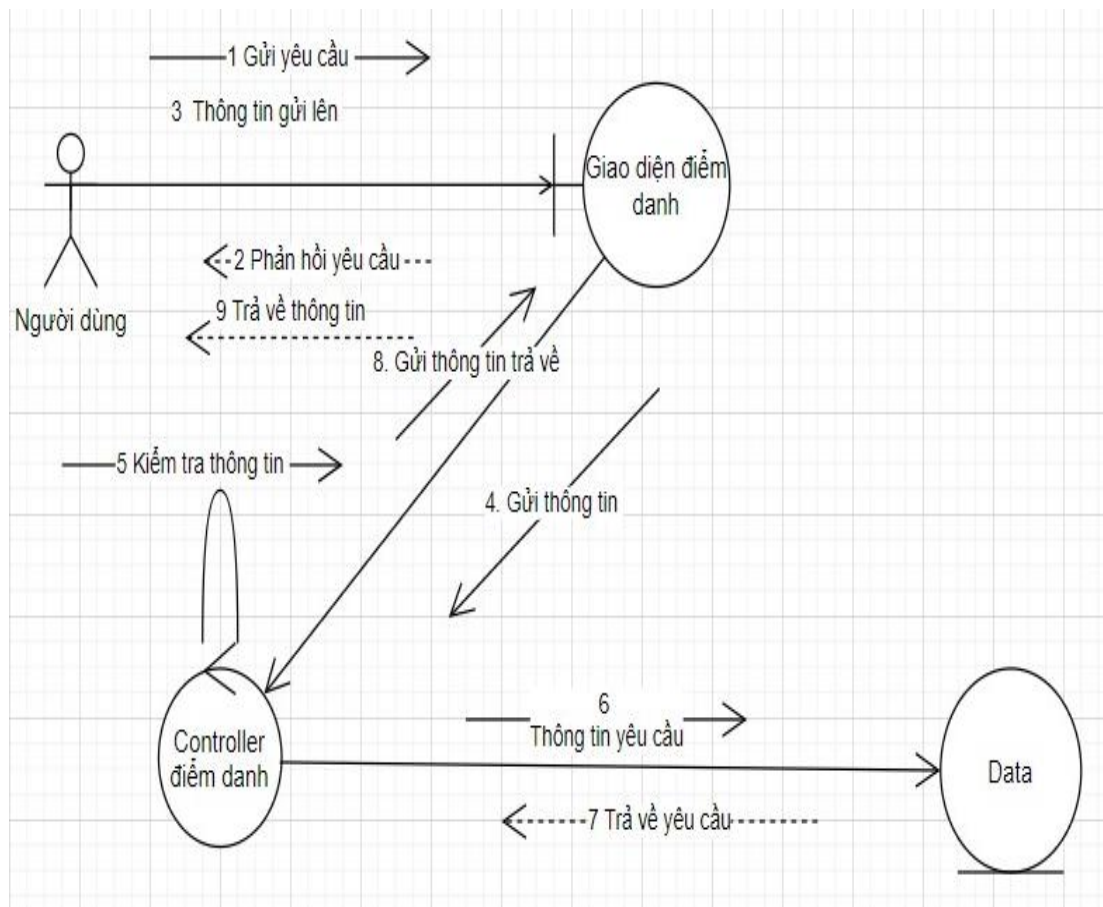 1 Gửi yêu cầu
3 Thông tin gửi lên
Giao diện điểm
danh
2 Phản hồi yêu cầu
Người dùng
9 Trả về thông tin
8. Gửi thông tin trả về
5 Kiểm tra thông tin
4. Gửi thông tin
6
Thông tin yêu cầu
Controller
điểm danh
Data
7 Trả về yêu cầu